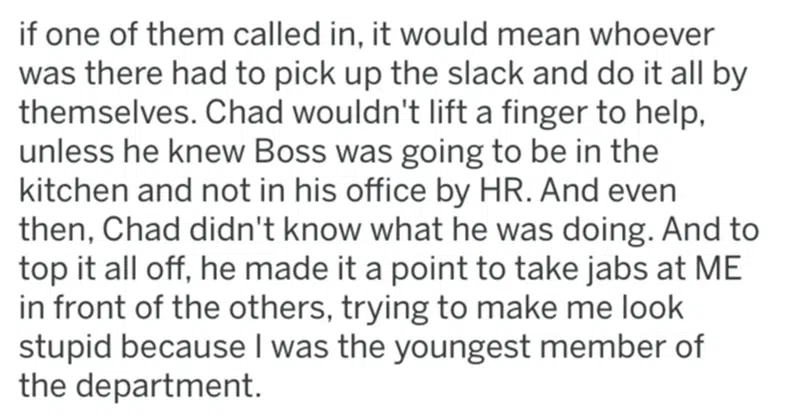 if one of them called in, it would mean whoever
was there had to pick up the slack and do it all by
themselves. Chad wouldn't lift a finger to help,
unless he knew Boss was going to be in the
kitchen and not in his office by HR. And even
then, Chad didn't know what he was doing. And to
top it all off, he made it a point to take jabs at ME
in front of the others, trying to make me look
stupid because I was the youngest member of
the department.